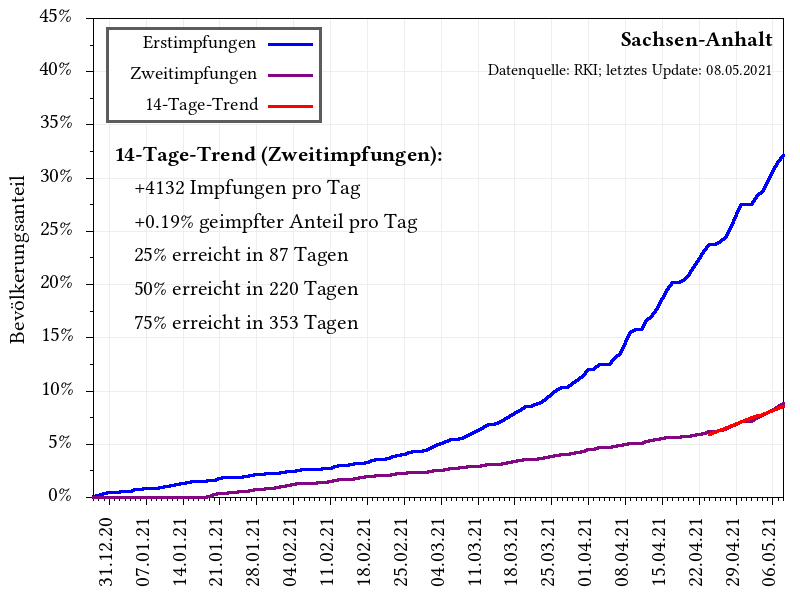 45%
40%
35%
30%
25%
20%
15%
10%
5%
0%
Bevölkerungsanteil
Erstimpfungen
Zweitimpfungen
14-Tage-Trend
Sachsen-Anhalt
Datenquelle: RKI; letztes Update: 08.05.2021
14-Tage-Trend (Zweitimpfungen):
+4132 Impfungen pro Tag
+0.19% geimpfter Anteil pro Tag
25% erreicht in 87 Tagen
50% erreicht in 220 Tagen
75% erreicht in 353 Tagen
31.12.20
07.01.21
14.01.21
21.01.21
28.01.21
04.02.21
11.02.21
18.02.21
25.02.21
04.03.21
11.03.21
18.03.21
25.03.21
01.04.21
08.04.21
15.04.21
22.04.21
29.04.21
06.05.21